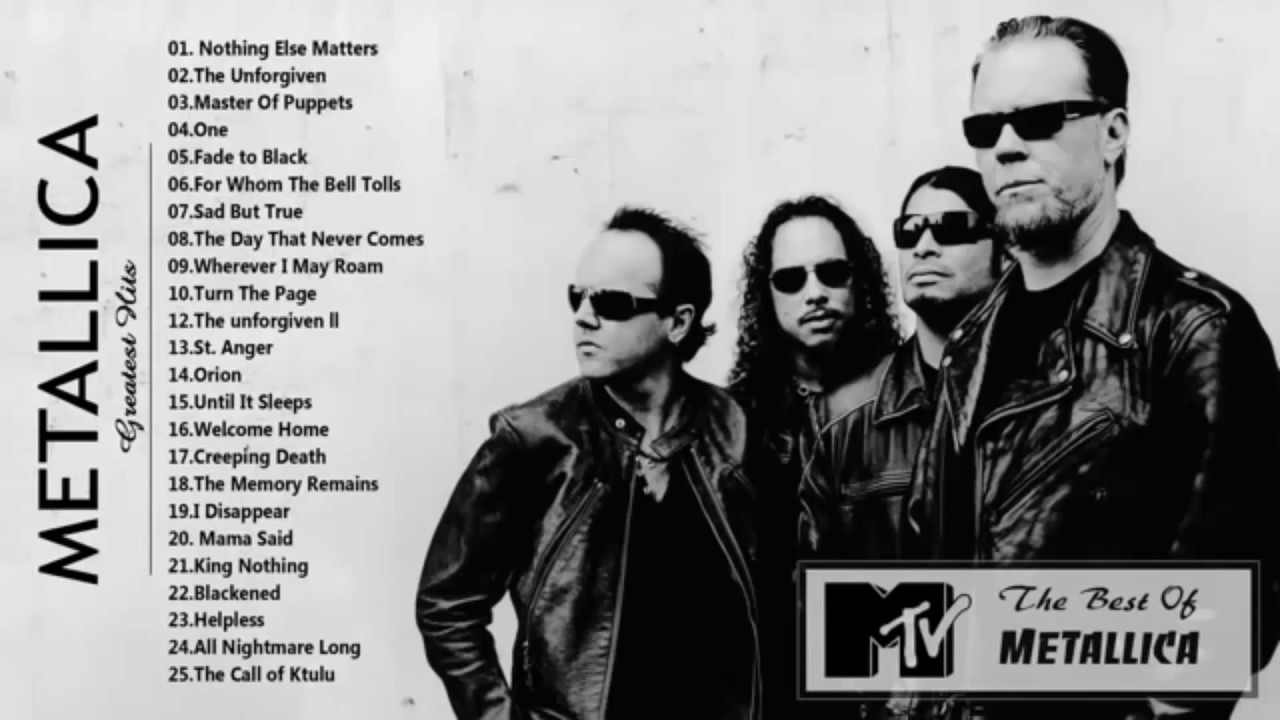 METALLICA
Greatest Hits
01. Nothing Else Matters
02.The Unforgiven
03.Master Of Puppets
04.One
05.Fade to Black
06.For Whom The Bell Tolls
07.Sad But True
08.The Day That Never Comes
09.Wherever I May Roam
10.Turn The Page
12.The unforgiven ll
13.St. Anger
14.Orion
15.Until It Sleeps
16.Welcome Home
17.Creeping Death
18.The Memory Remains
19.I Disappear
20. Mama Said
21.King Nothing
22.Blackened
23.Helpless
24.All Nightmare Long
25.The Call of Ktulu
MTV
The Best Of
METALLICA